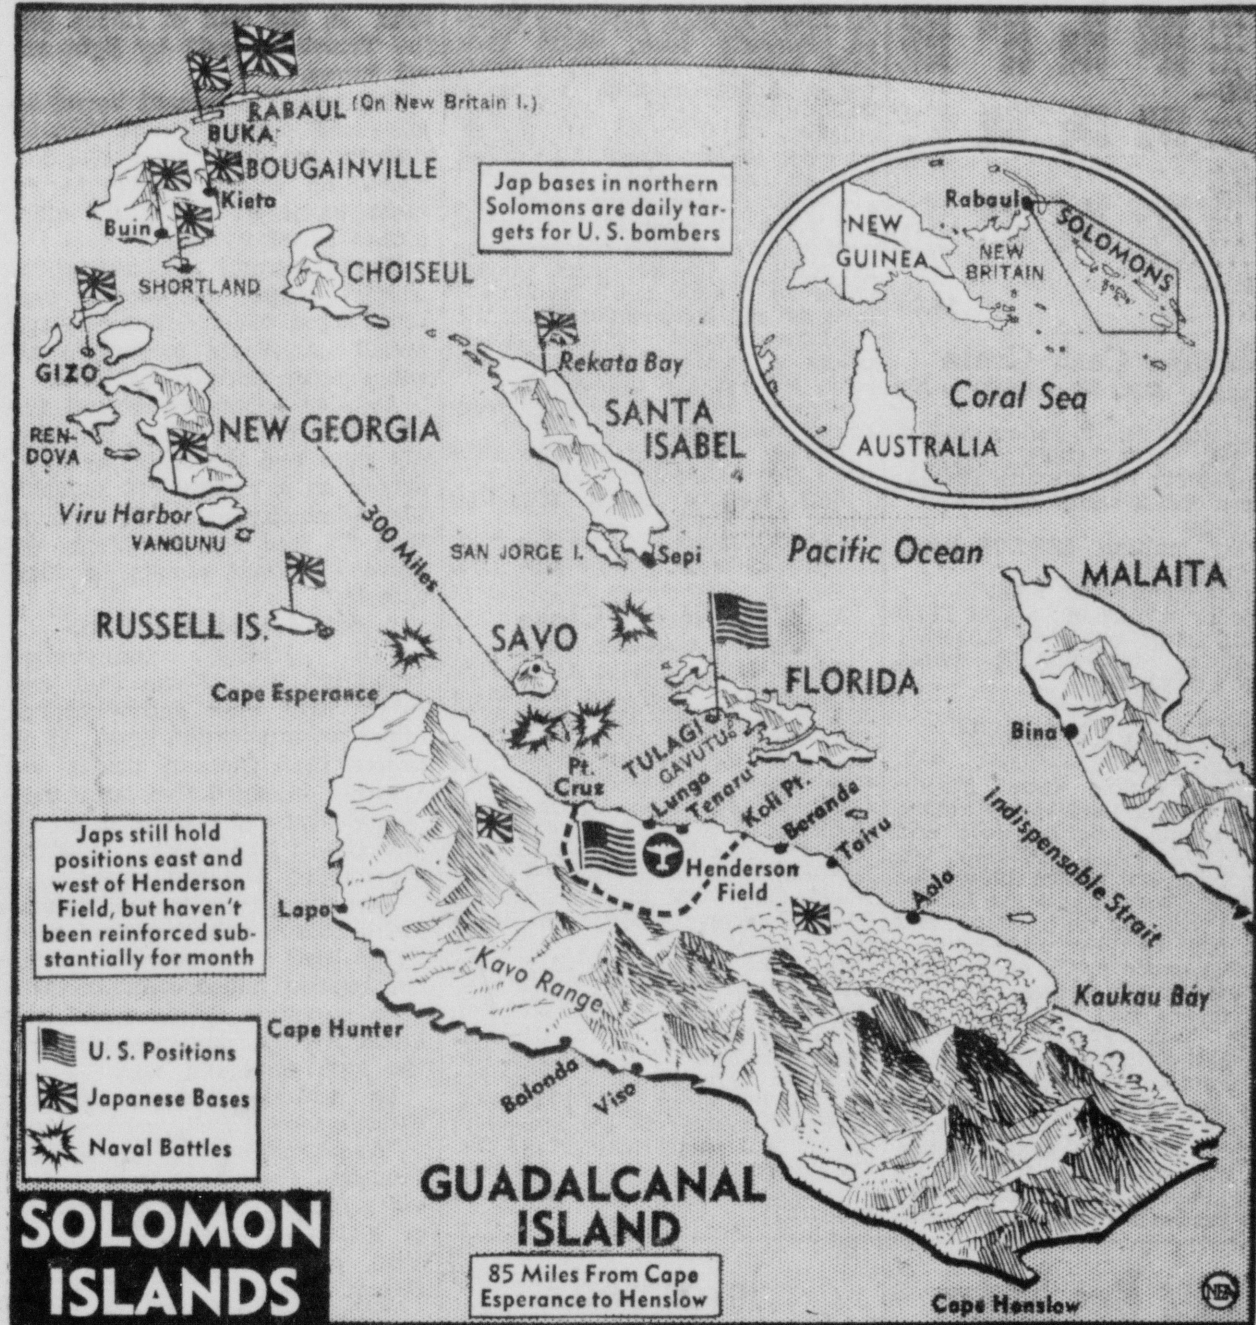 RABAUL (On New Britain I.)
BUKA
BOUGAINVILLE
Kieta
Buin
SHORTLAND
CHOISEUL
Jap bases in northern
Solomons are daily tar-
gets for U. S. bombers
Rabaul
SOLOMONS
NEW
GUINEA
NEW
BRITAIN
Coral Sea
AUSTRALIA
GIZO
REN-
DOVA
NEW GEORGIA
Rekata Bay
SANTA
ISABEL
Viru Harbor
VANGUNU
300 Miles
SAN JORGE I.
Sepi
Pacific Ocean
MALAITA
RUSSELL IS.
SAVO
FLORIDA
Cape Esperance
Bina
TULAGI
GAVUTU
Pt.
Cruz
Lunga
Tenaru
Koli Pt.
Berande
Taivu
Aola
Indispensable Strait
Henderson
Field
Japs still hold
positions east and
west of Henderson
Field, but haven't
been reinforced sub-
stantially for month
Lapo
Kavo Range
Kaukau Bay
Cape Hunter
Balonda
Viso
U. S. Positions
Japanese Bases
Naval Battles
GUADALCANAL
ISLAND
85 Miles From Cape
Esperance to Henslow
SOLOMON
ISLANDS
Cape Henslow
NEA